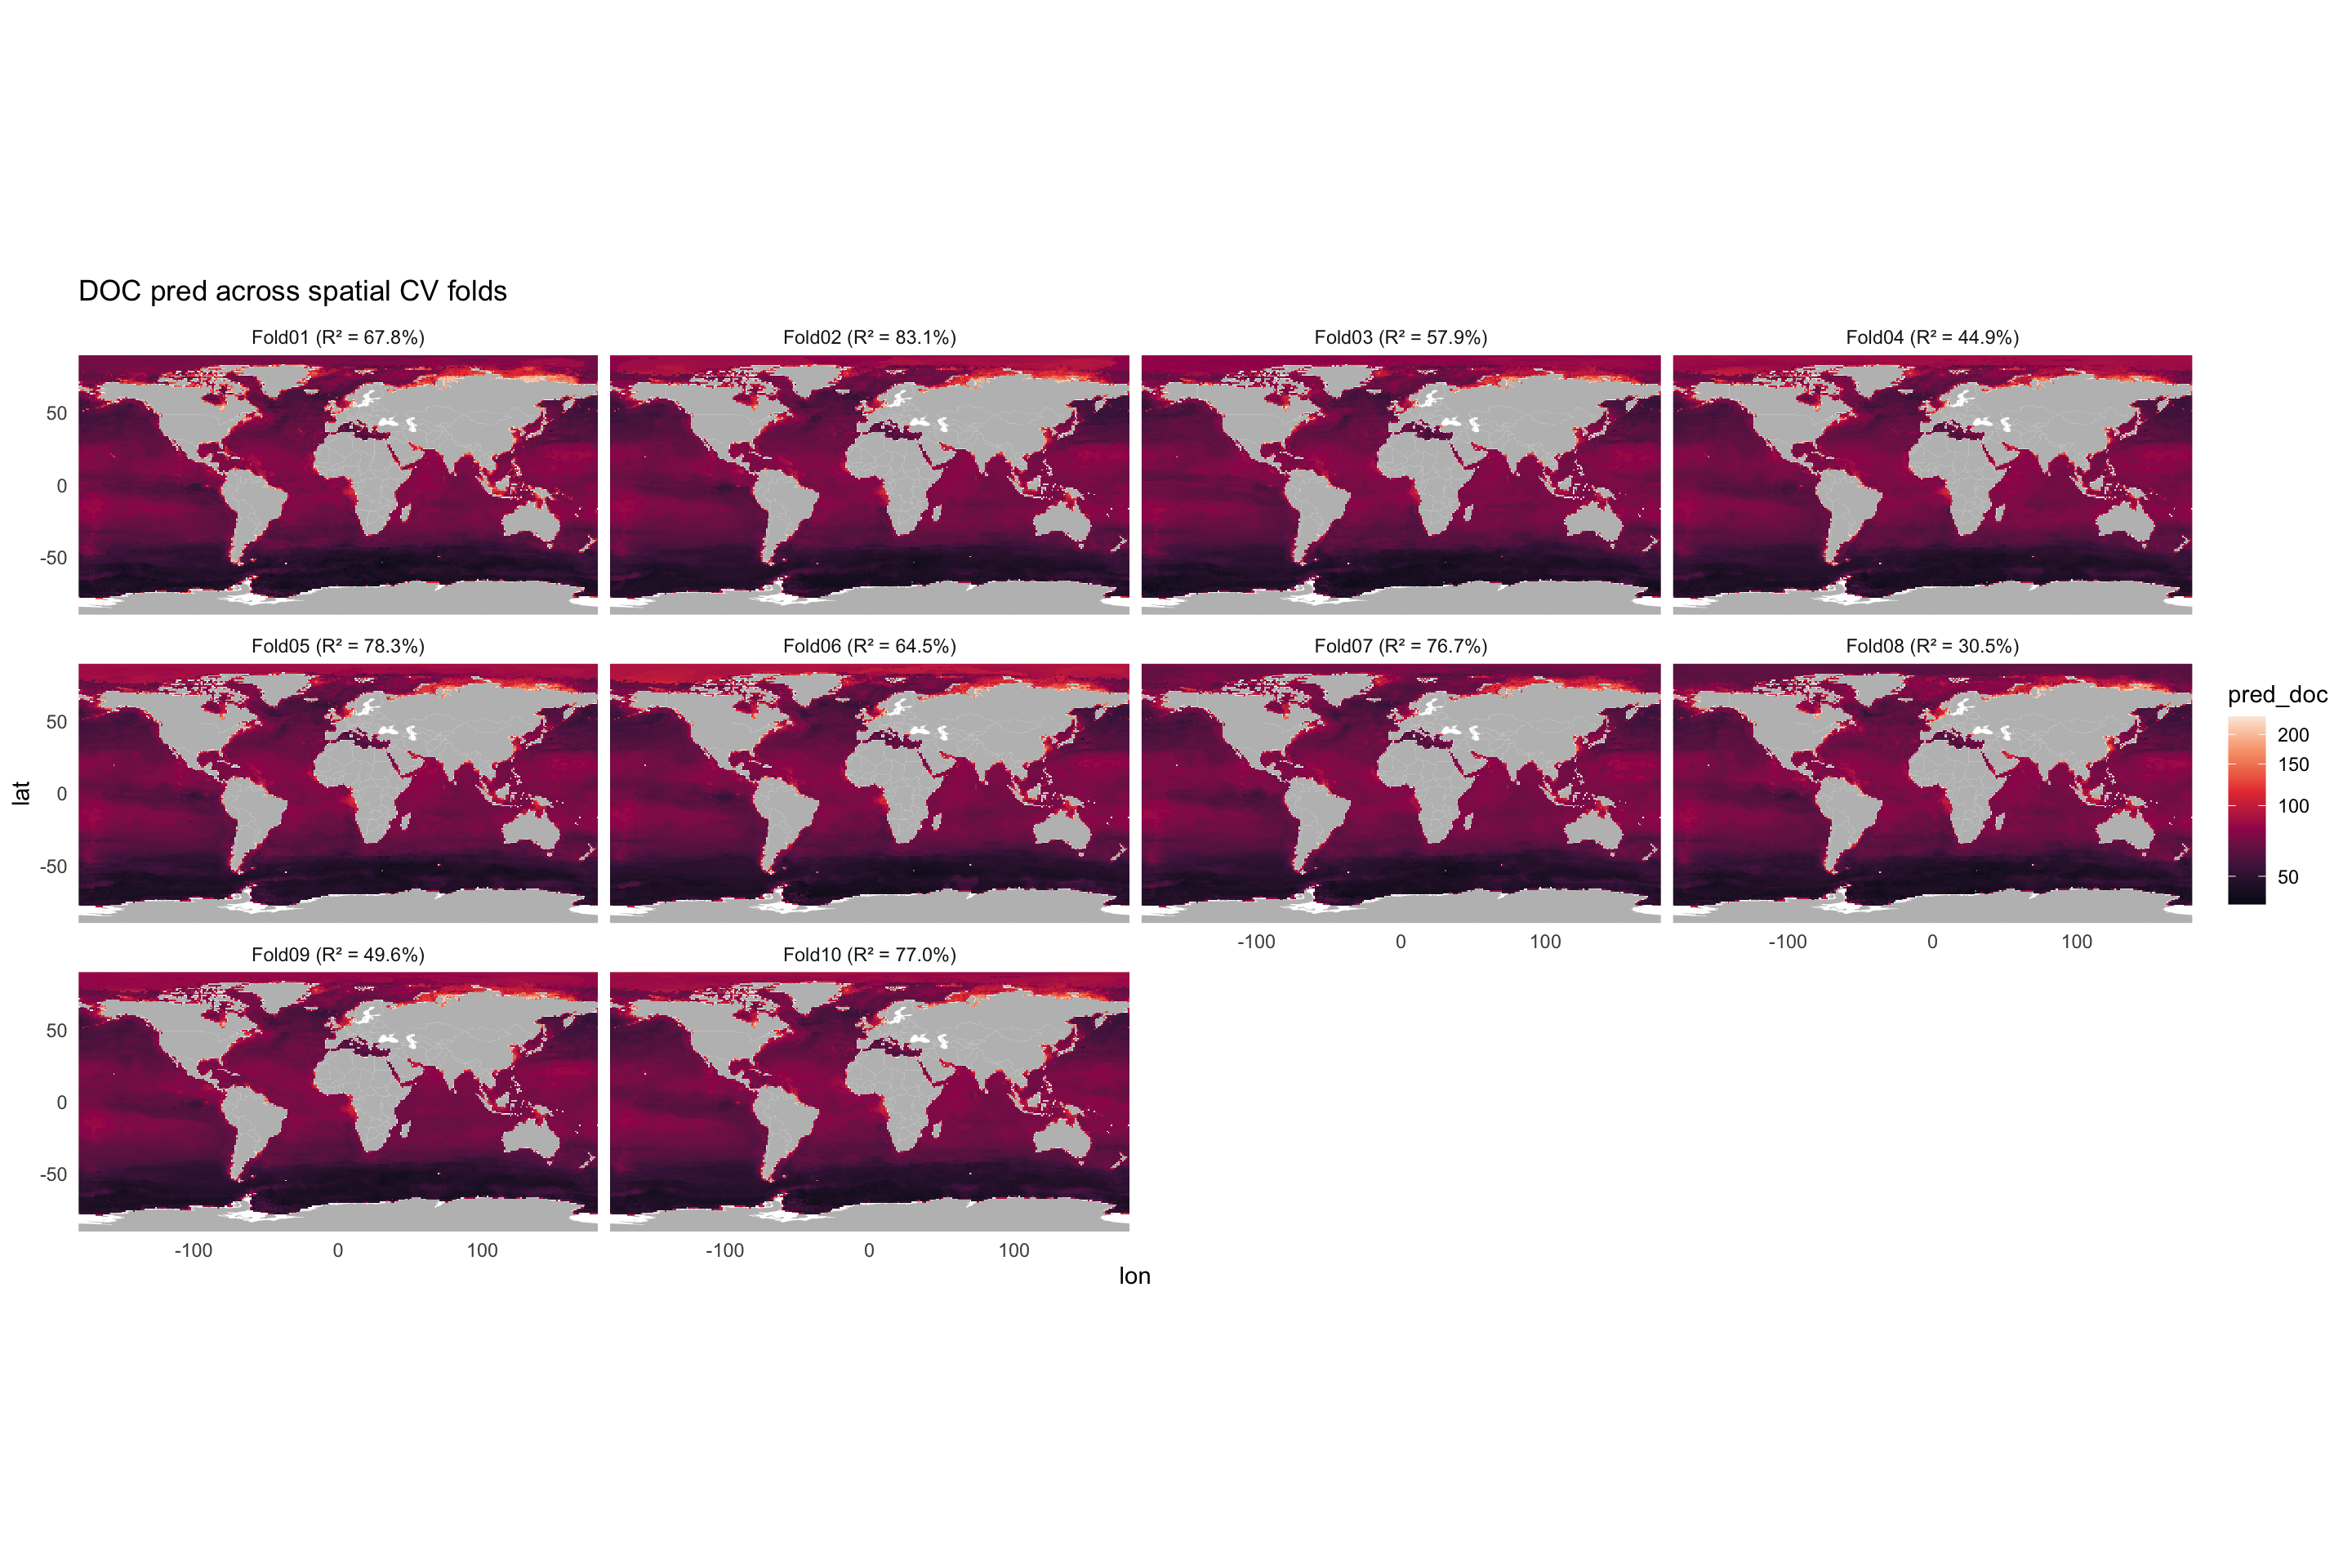 DOC pred across spatial CV folds
Fold01 (R² = 67.8%)
Fold02 (R² = 83.1%)
Fold03 (R² = 57.9%)
Fold04 (R² = 44.9%)
50
0
-50
Fold05 (R² = 78.3%)
Fold06 (R² = 64.5%)
Fold07 (R² = 76.7%)
Fold08 (R² = 30.5%)
lat
50
0
-50
-100
0
100
-100
0
100
pred_doc
200
150
100
50
Fold09 (R² = 49.6%)
Fold10 (R² = 77.0%)
50
0
-50
-100
0
100
-100
0
100
lon